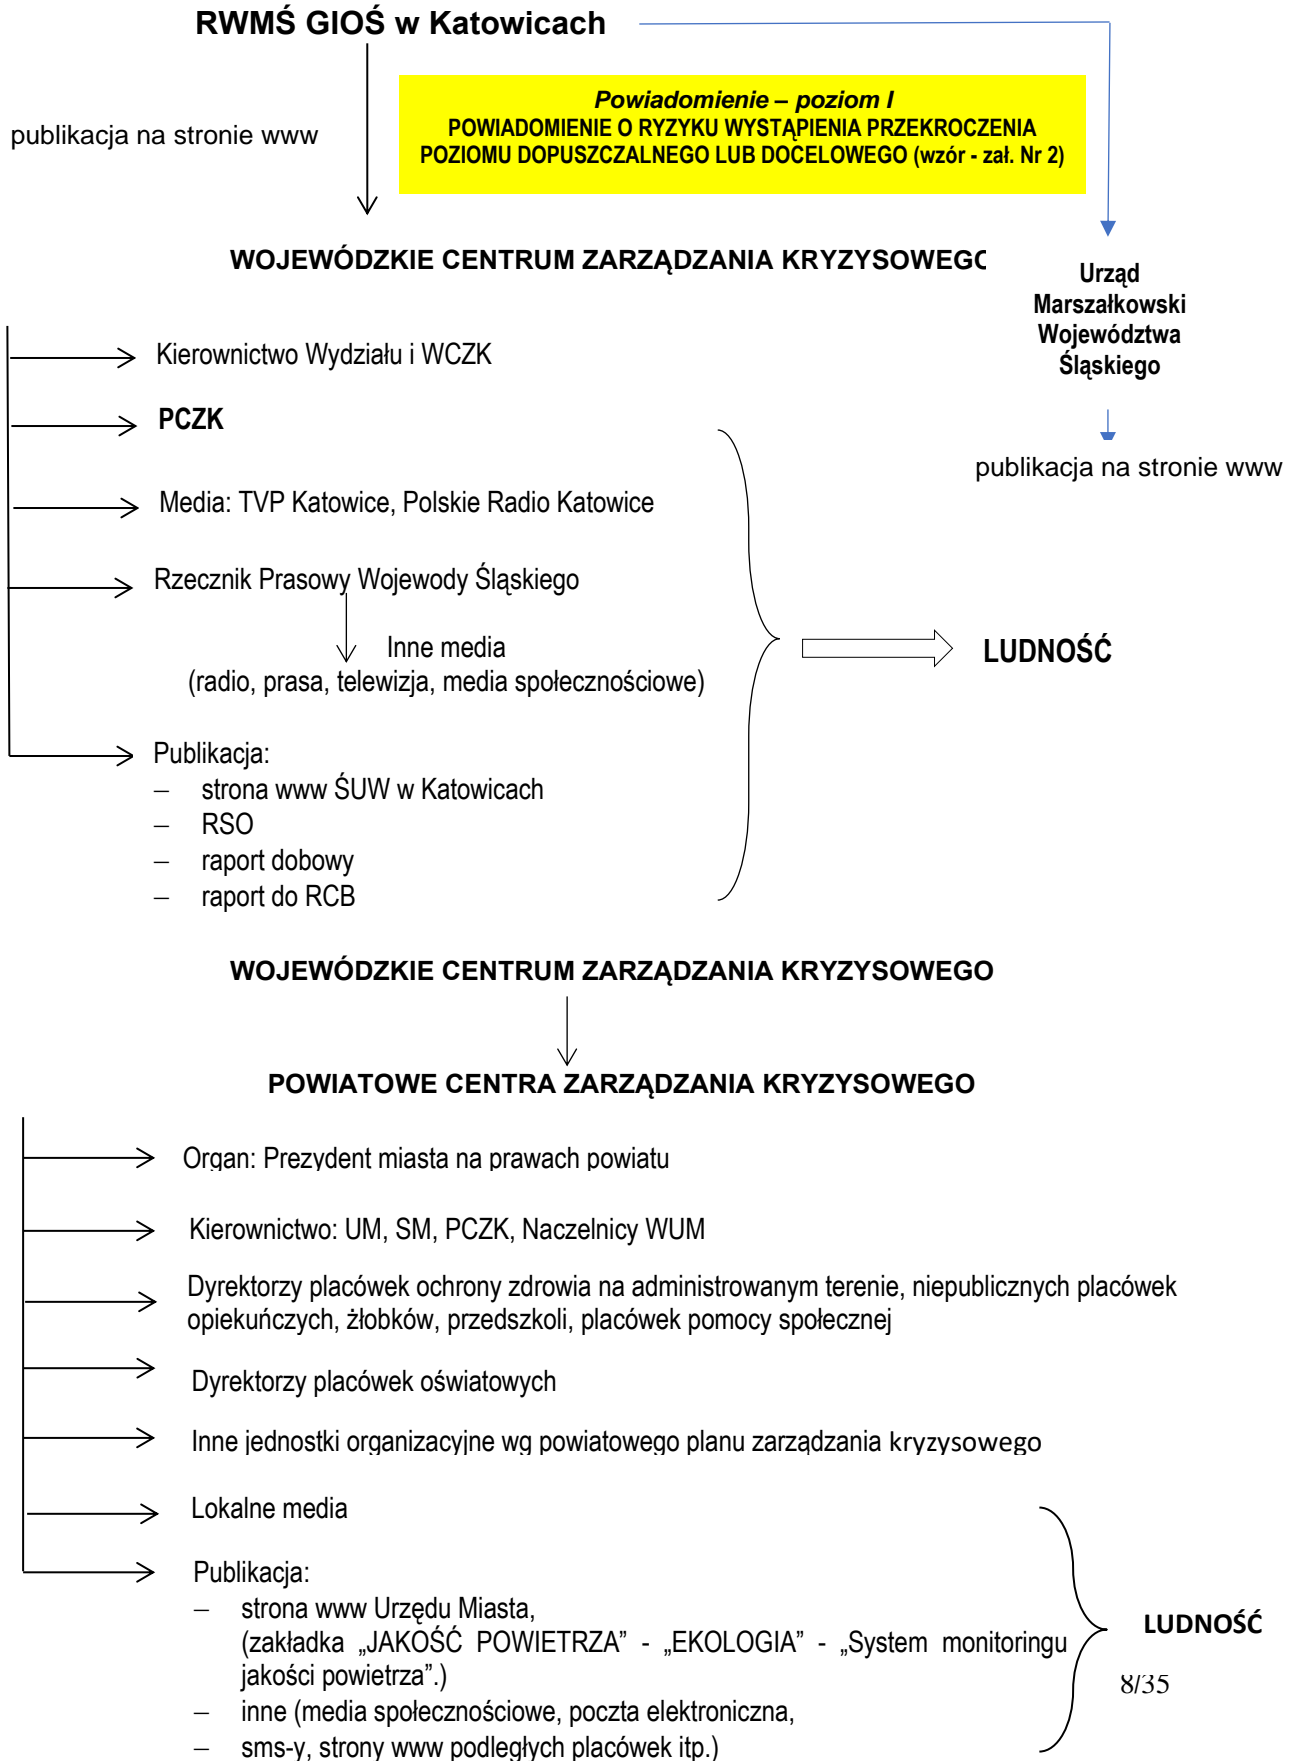 RWMŚ GIOŚ w Katowicach
Powiadomienie – poziom I
POWIADOMIENIE O RYZYKU WYSTĄPIENIA PRZEKROCZENIA
POZIOMU DOPUSZCZALNEGO LUB DOCELOWEGO (wzór - zał. Nr 2)
publikacja na stronie www
WOJEWÓDZKIE CENTRUM ZARZĄDZANIA KRYZYSOWEGO
Urząd
Marszałkowski
Województwa
Śląskiego
publikacja na stronie www
Kierownictwo Wydziału i WCZK
PCZK
Media: TVP Katowice, Polskie Radio Katowice
Rzecznik Prasowy Wojewody Śląskiego
Inne media
(radio, prasa, telewizja, media społecznościowe)
LUDNOŚĆ
Publikacja:
– strona www ŚUW w Katowicach
– RSO
– raport dobowy
– raport do RCB
WOJEWÓDZKIE CENTRUM ZARZĄDZANIA KRYZYSOWEGO
POWIATOWE CENTRA ZARZĄDZANIA KRYZYSOWEGO
Organ: Prezydent miasta na prawach powiatu
Kierownictwo: UM, SM, PCZK, Naczelnicy WUM
Dyrektorzy placówek ochrony zdrowia na administrowanym terenie, niepublicznych placówek
opiekuńczych, żłobków, przedszkoli, placówek pomocy społecznej
Dyrektorzy placówek oświatowych
Inne jednostki organizacyjne wg powiatowego planu zarządzania kryzysowego
Lokalne media
Publikacja:
– strona www Urzędu Miasta,
(zakładka „JAKOŚĆ POWIETRZA” - „EKOLOGIA” - „System monitoringu
jakości powietrza”.)
– inne (media społecznościowe, poczta elektroniczna,
– sms-y, strony www podległych placówek itp.)
LUDNOŚĆ
8/35